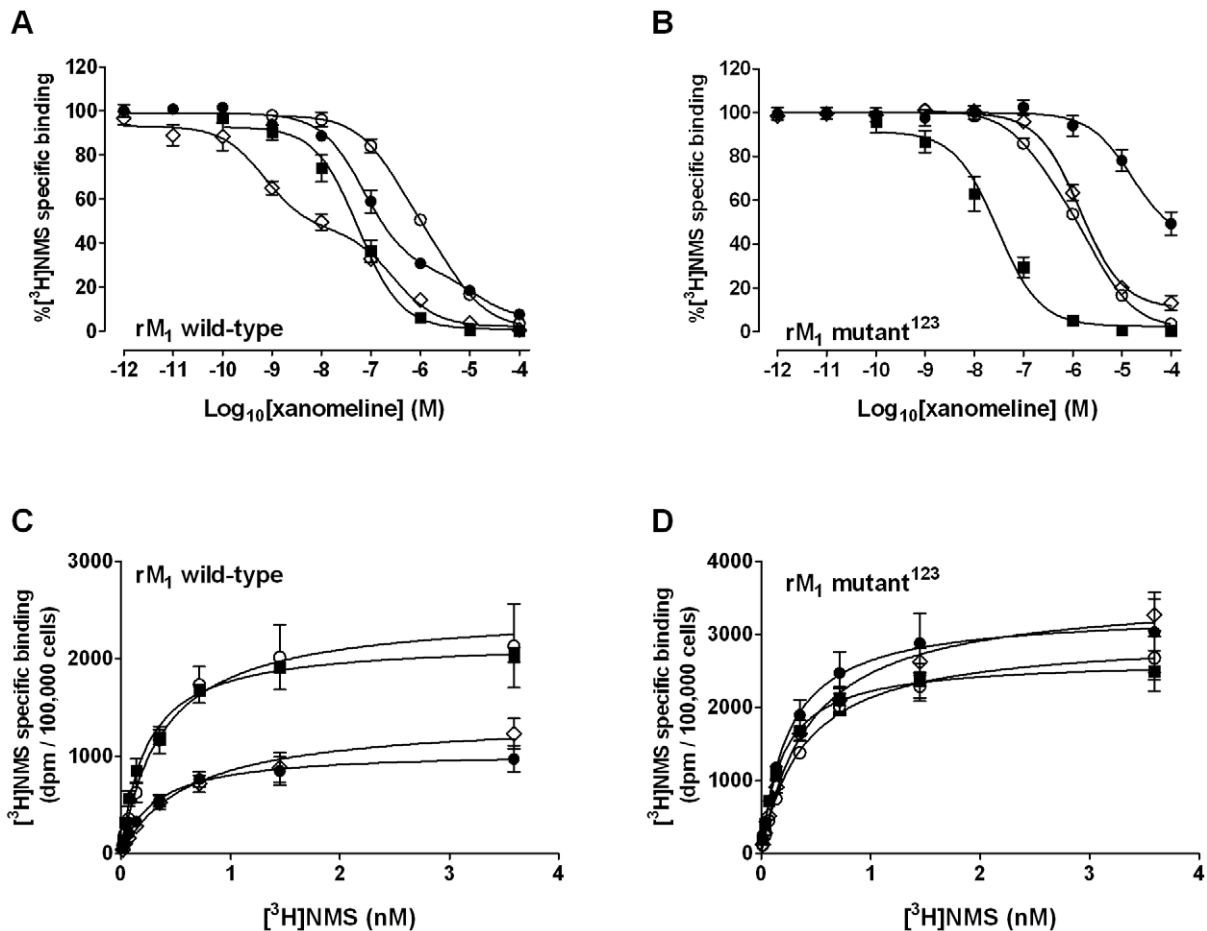 A
120
100
80
60
40
20
0
%[³H]NMS specific binding
rM₁ wild-type
-12 -11 -10 -9 -8 -7 -6 -5 -4
Log₁₀[xanomeline] (M)
B
120
100
80
60
40
20
0
%[³H]NMS specific binding
rM₁ mutant¹²³
-12 -11 -10 -9 -8 -7 -6 -5 -4
Log₁₀[xanomeline] (M)
C
3000
2000
1000
0
[³H]NMS specific binding
(dpm / 100,000 cells)
rM₁ wild-type
0 1 2 3 4
[³H]NMS (nM)
D
4000
3000
2000
1000
0
[³H]NMS specific binding
(dpm / 100,000 cells)
rM₁ mutant¹²³
0 1 2 3 4
[³H]NMS (nM)